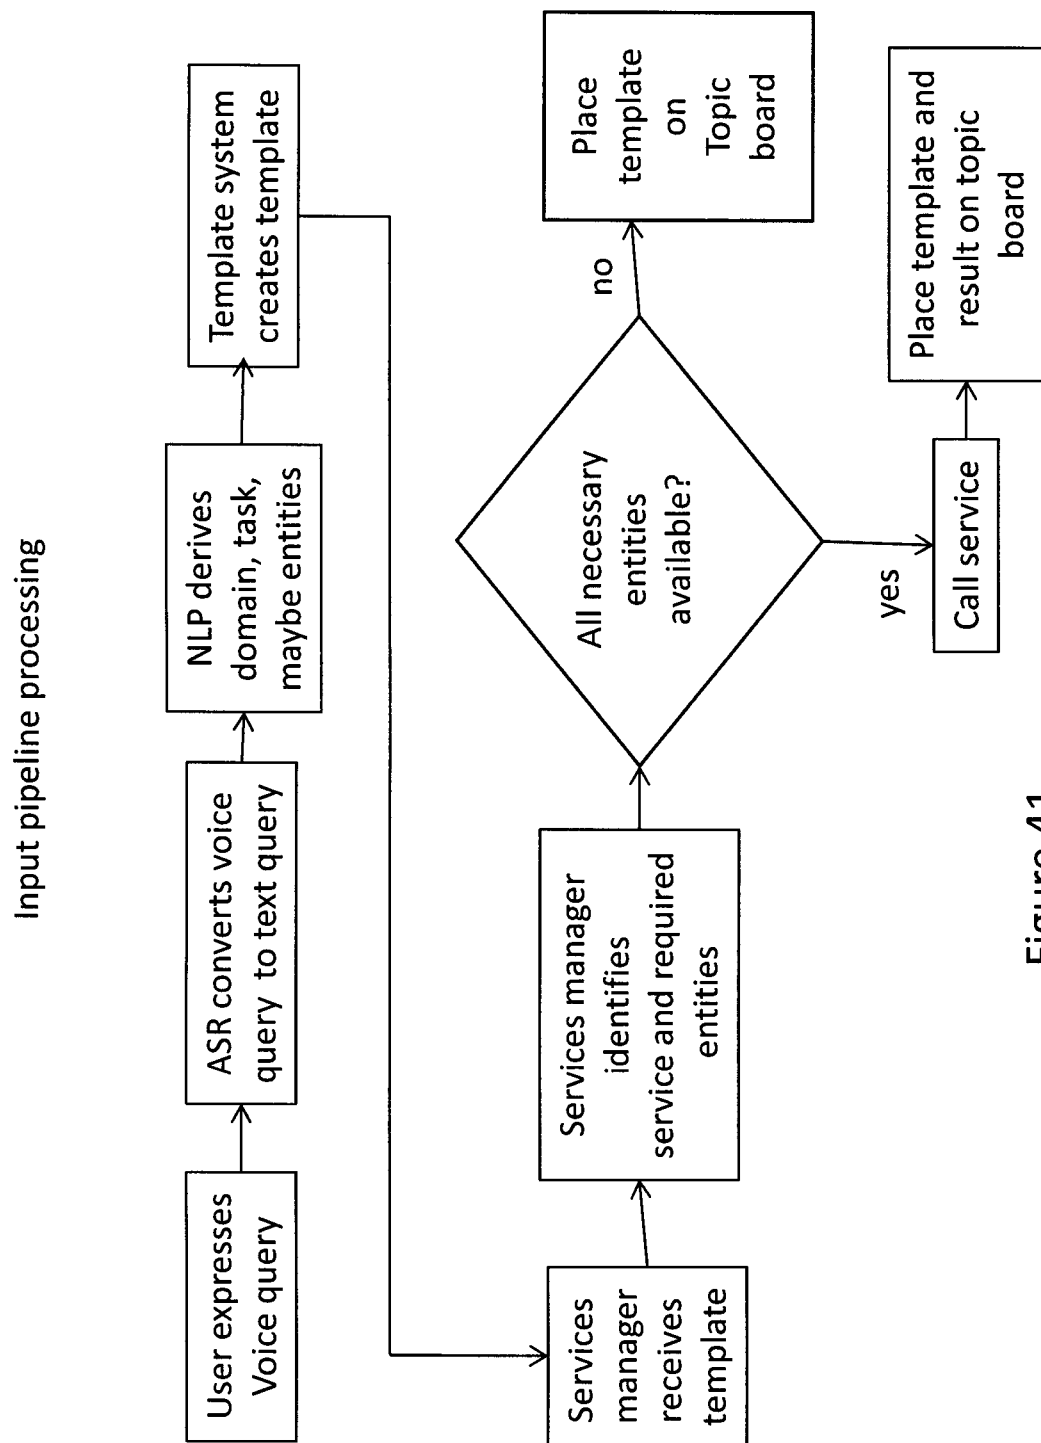 Input pipeline processing
User expresses
Voice query
ASR converts voice
query to text query
NLP derives
domain, task,
maybe entities
Template system
creates template
Services
manager
receives
template
Services manager
identifies
service and required
entities
All necessary
entities
available?
no
Place
template
on
Topic
board
yes
Call service
Place template and
result on topic
board
Figure 41